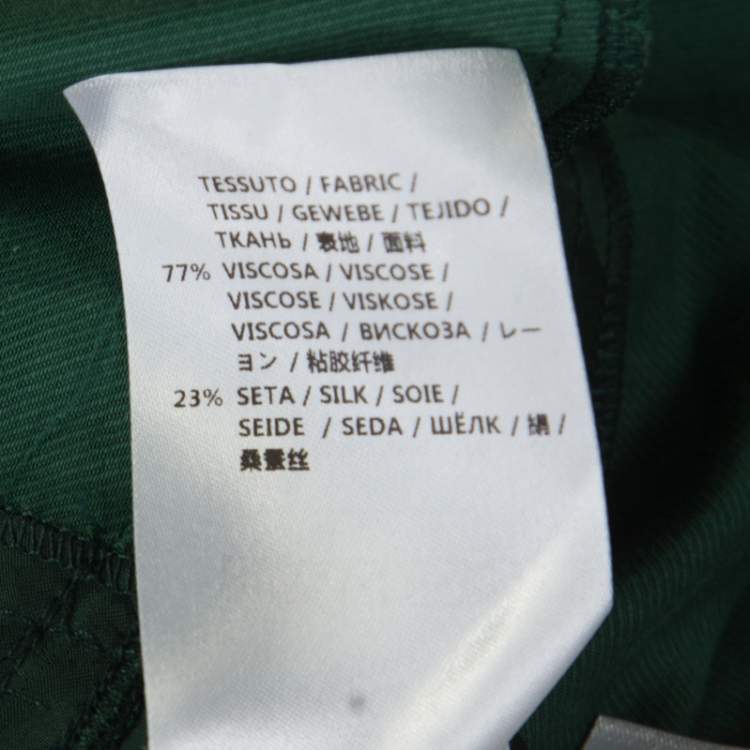 TESSUTO / FABRIC /
TISSU / GEWEBE / TEJIDO /
ТКАНЬ / 表地 / 面料
77% VISCOSA / VISCOSE /
VISCOSE / VISKOSE /
VISCOSA / ВИСКОЗА / レー
ヨン / 粘胶纤维
23% SETA / SILK / SOIE /
SEIDE / SEDA / ШЁЛК / 絹 /
桑蚕丝